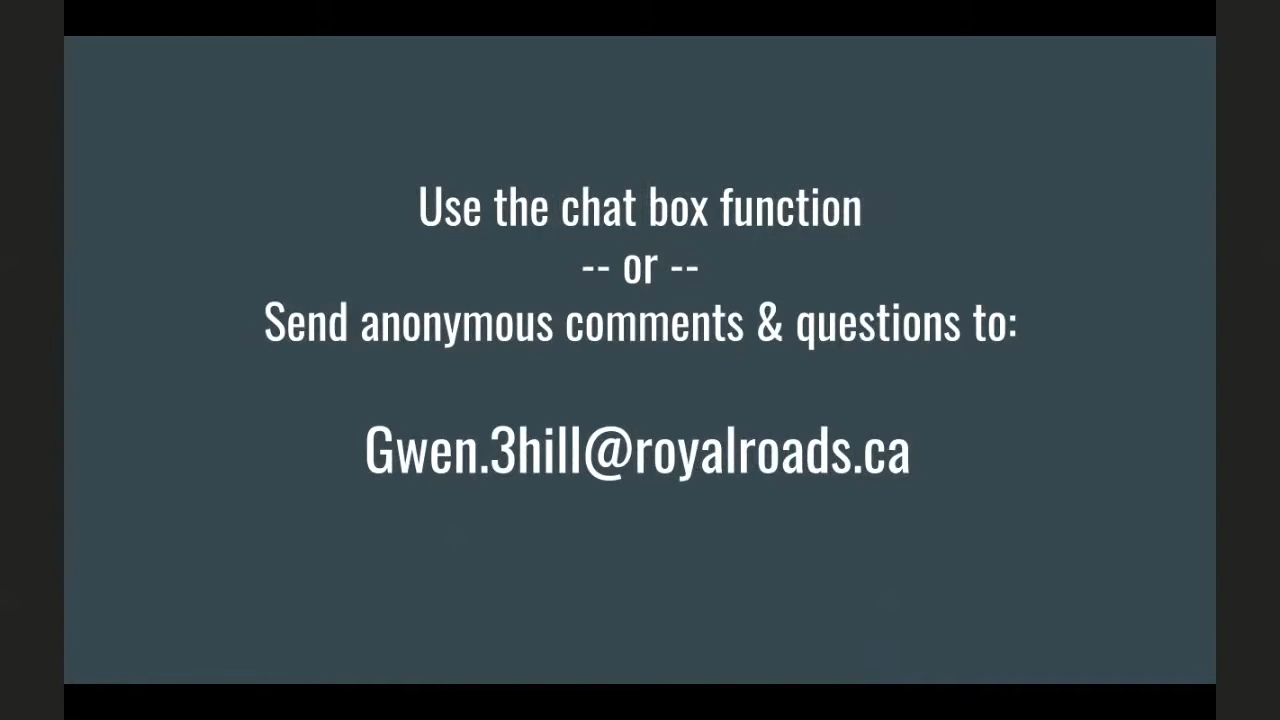 Use the chat box function
-- or --
Send anonymous comments & questions to:
Gwen.3hill@royalroads.ca